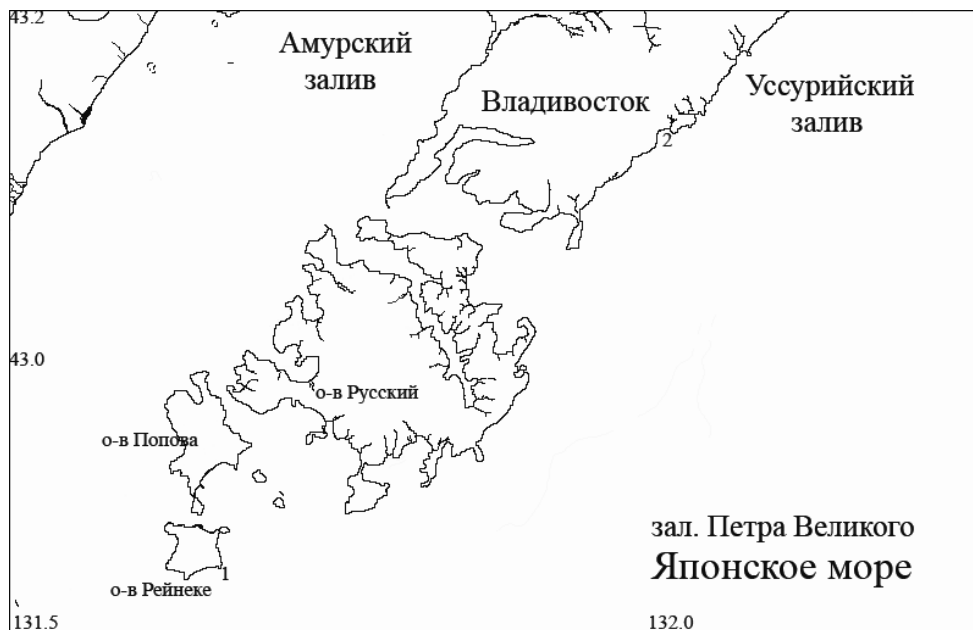 43.2
Амурский
залив
Владивосток
Уссурийский
залив
2
43.0
о-в Русский
о-в Попова
зал. Петра Великого
Японское море
1
о-в Рейнеке
131.5
132.0